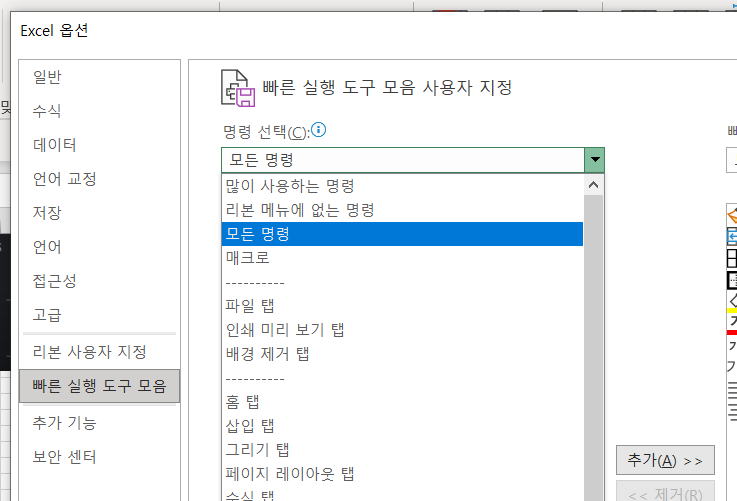 Excel 옵션
일반
수식
데이터
언어 교정
저장
언어
접근성
고급
리본 사용자 지정
빠른 실행 도구 모음
추가 기능
보안 센터
빠른 실행 도구 모음 사용자 지정
명령 선택(C):
모든 명령
많이 사용하는 명령
리본 메뉴에 없는 명령
모든 명령
매크로
----------
파일 탭
인쇄 미리 보기 탭
배경 제거 탭
----------
홈 탭
삽입 탭
그리기 탭
페이지 레이아웃 탭
수식 탭
추가(A) >>
<< 제거(R)